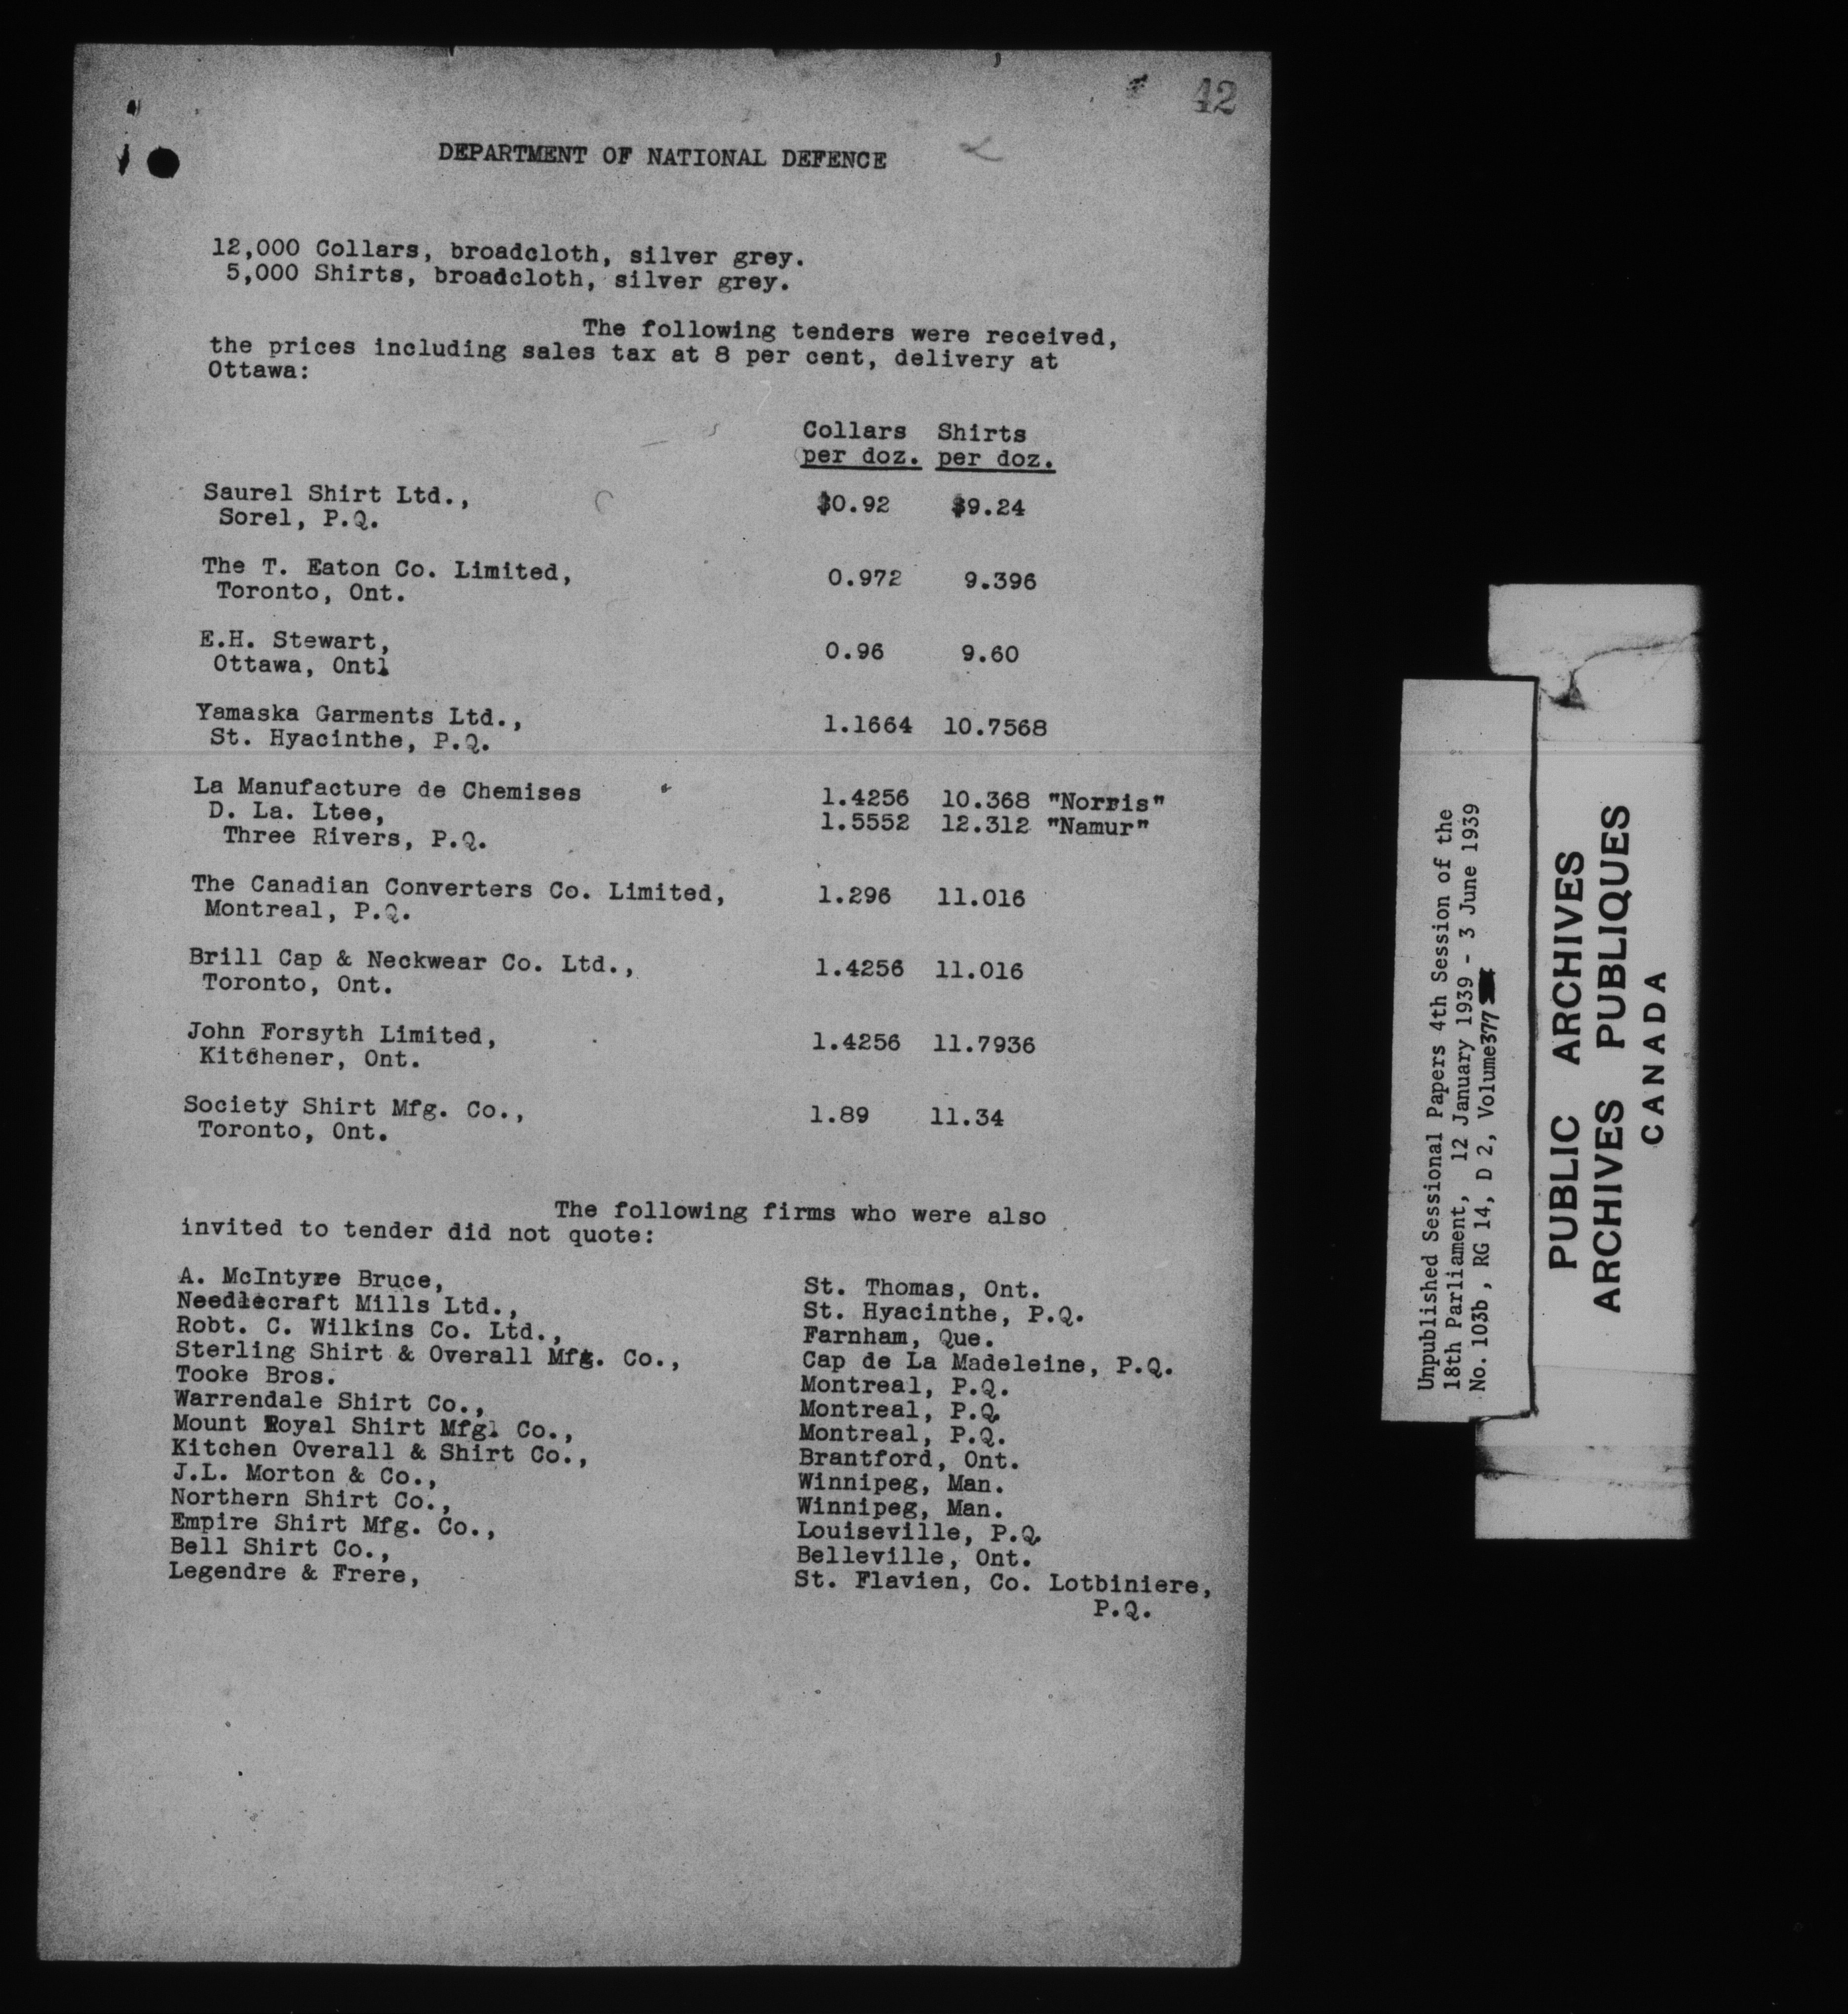 42
DEPARTMENT OF NATIONAL DEFENCE
12,000 Collars, broadcloth, silver grey.
5,000 Shirts, broadcloth, silver grey.
The following tenders were received,
the prices including sales tax at 8 per cent, delivery at
Ottawa:
Collars Shirts
per doz. per doz.
Saurel Shirt Ltd., $0.92 $9.24
Sorel, P.Q.
The T. Eaton Co. Limited, 0.972 9.396
Toronto, Ont.
E.H. Stewart, 0.96 9.60
Ottawa, Ontl
Yamaska Garments Ltd., 1.1664 10.7568
St. Hyacinthe, P.Q.
La Manufacture de Chemises 1.4256 10.368 "Norris"
D. La. Ltee, 1.5552 12.312 "Namur"
Three Rivers, P.Q.
The Canadian Converters Co. Limited, 1.296 11.016
Montreal, P.Q.
Brill Cap & Neckwear Co. Ltd., 1.4256 11.016
Toronto, Ont.
John Forsyth Limited, 1.4256 11.7936
Kitchener, Ont.
Society Shirt Mfg. Co., 1.89 11.34
Toronto, Ont.
The following firms who were also
invited to tender did not quote:
A. McIntyre Bruce, St. Thomas, Ont.
Needlecraft Mills Ltd., St. Hyacinthe, P.Q.
Robt. C. Wilkins Co. Ltd., Farnham, Que.
Sterling Shirt & Overall Mfg. Co., Cap de La Madeleine, P.Q.
Tooke Bros. Montreal, P.Q.
Warrendale Shirt Co., Montreal, P.Q.
Mount Royal Shirt Mfgl Co., Montreal, P.Q.
Kitchen Overall & Shirt Co., Brantford, Ont.
J.L. Morton & Co., Winnipeg, Man.
Northern Shirt Co., Winnipeg, Man.
Empire Shirt Mfg. Co., Louiseville, P.Q.
Bell Shirt Co., Belleville, Ont.
Legendre & Frere, St. Flavien, Co. Lotbiniere,
P.Q.
Unpublished Sessional Papers 4th Session of the
18th Parliament, 12 January 1939 - 3 June 1939
No. 103b, RG 14, D 2, Volume 377
PUBLIC ARCHIVES
ARCHIVES PUBLIQUES
CANADA